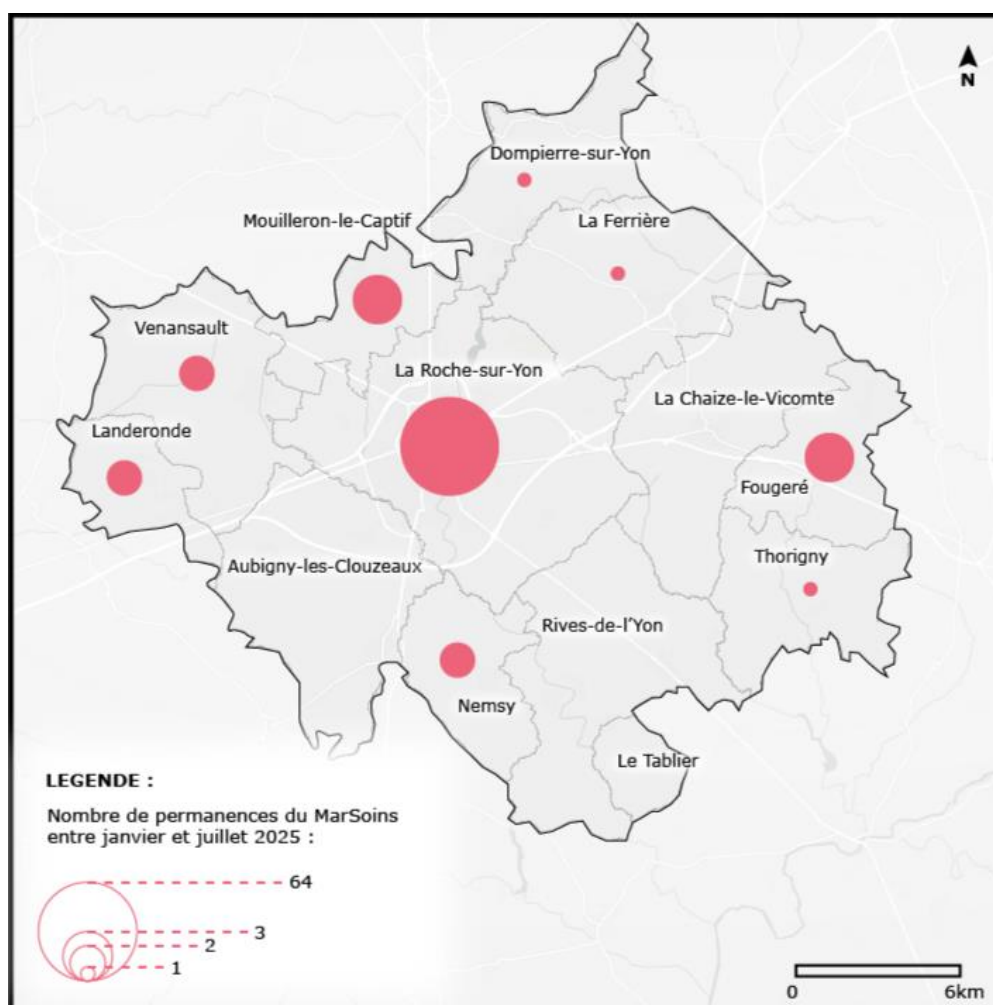 N
Dompierre-sur-Yon
Mouilleron-le-Captif
La Ferrière
Venansault
La Roche-sur-Yon
La Chaize-le-Vicomte
Landeronde
Fougeré
Thorigny
Aubigny-les-Clouzeaux
Rives-de-l'Yon
Nemsy
Le Tablier
LEGENDE :
Nombre de permanences du MarSoins
entre janvier et juillet 2025 :
64
3
2
1
0 6km